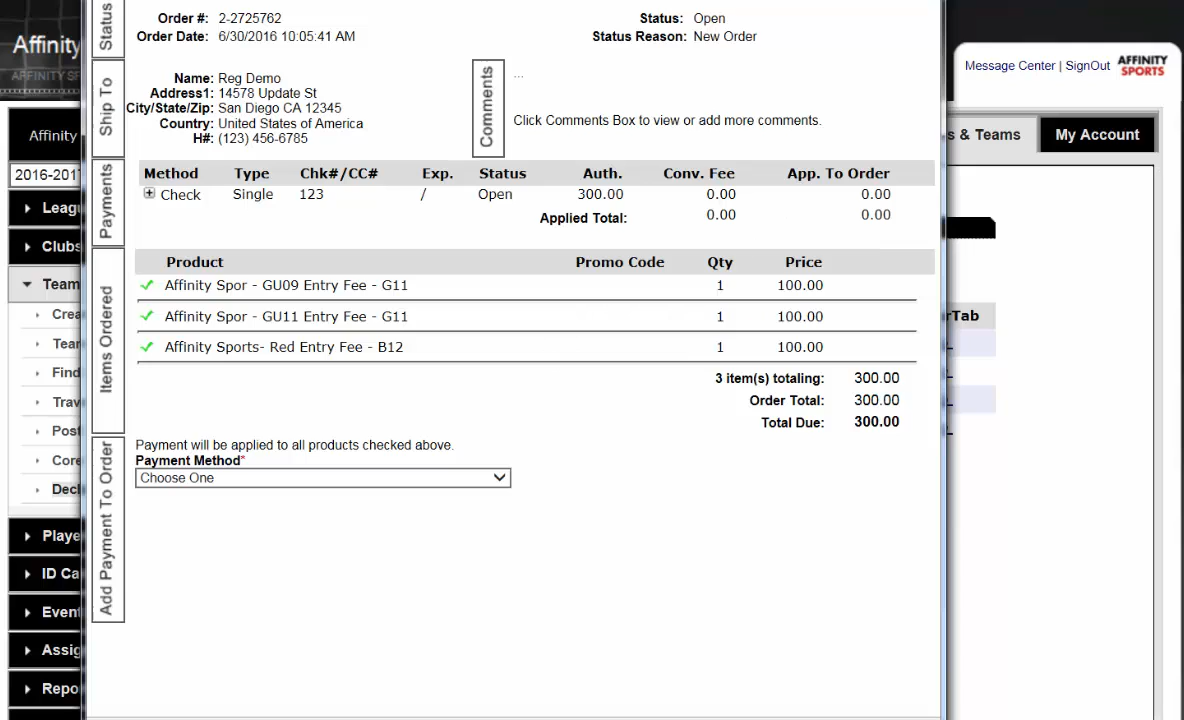 Order #: 2-2725762
Status: Open
Order Date: 6/30/2016 10:05:41 AM
Status Reason: New Order
Status
Affinity
AFFINITY SP
Message Center | SignOut
AFFINITY SPORTS
Ship To
Name: Reg Demo
Address1: 14578 Update St
City/State/Zip: San Diego CA 12345
Country: United States of America
H#: (123) 456-6785
Comments
...
Click Comments Box to view or add more comments.
Affinity
s & Teams
My Account
2016-201
Payments
Method Type Chk#/CC# Exp. Status Auth. Conv. Fee App. To Order
Check Single 123 / Open 300.00 0.00 0.00
Applied Total: 0.00 0.00
Leagu
Clubs
Team
Crea
Tear
Find
Trav
Post
Core
Decl
Playe
ID Ca
Event
Assig
Repo
Items Ordered
Product Promo Code Qty Price
Affinity Spor - GU09 Entry Fee - G11 1 100.00
Affinity Spor - GU11 Entry Fee - G11 1 100.00
Affinity Sports- Red Entry Fee - B12 1 100.00
3 item(s) totaling: 300.00
Order Total: 300.00
Total Due: 300.00
rTab
Add Payment To Order
Payment will be applied to all products checked above.
Payment Method*
Choose One